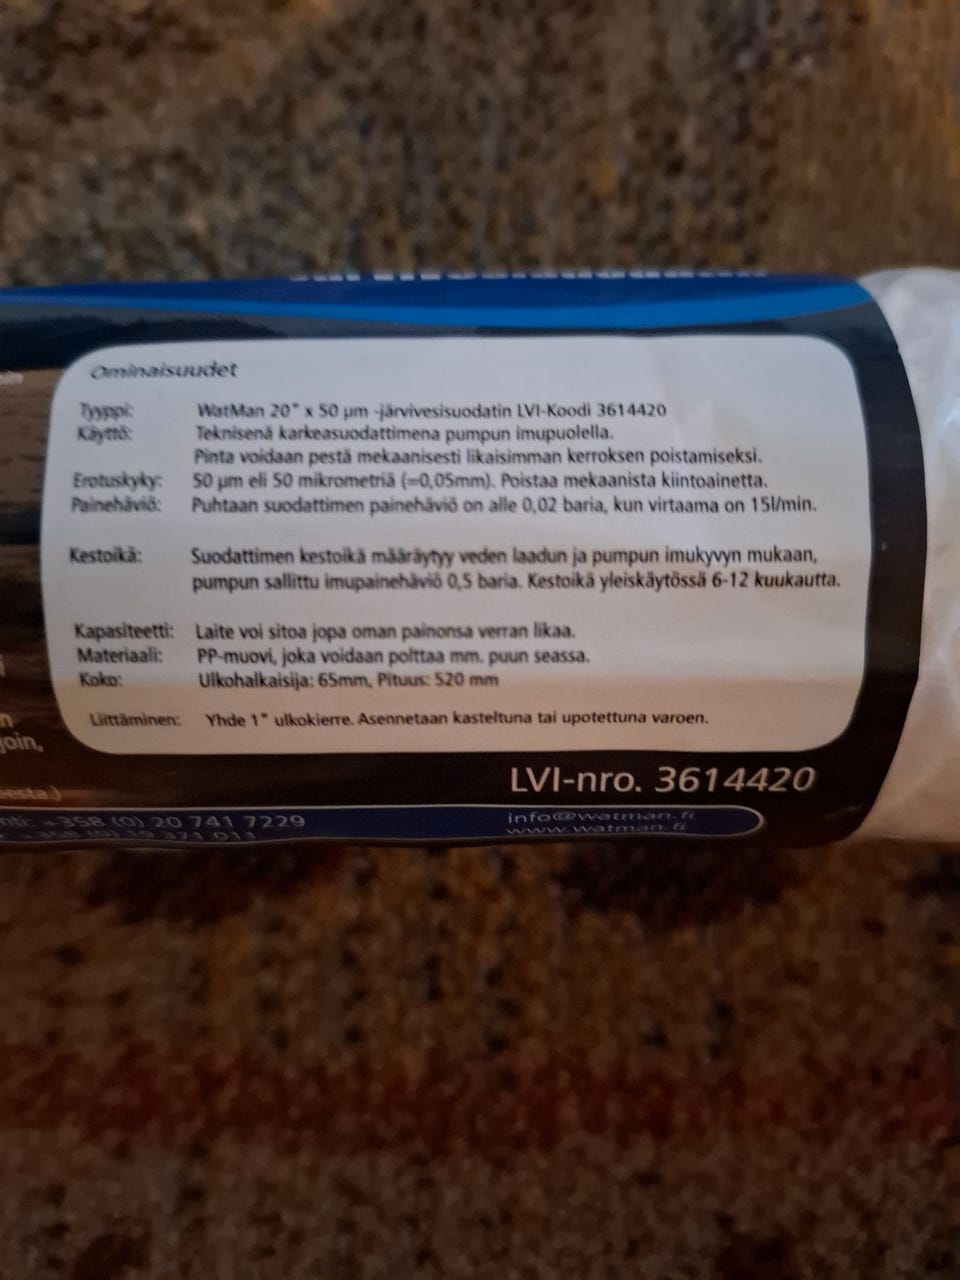 Ominaisuudet
Tyyppi: WatMan 20" x 50 µm -järvivesisuodatin LVI-Koodi 3614420
Käyttö: Teknisenä karkeasuodattimena pumpun imupuolella.
Pinta voidaan pestä mekaanisesti likaisimman kerroksen poistamiseksi.
Erotuskyky: 50 µm eli 50 mikrometriä (=0,05mm). Poistaa mekaanista kiintoainetta.
Painehäviö: Puhtaan suodattimen painehäviö on alle 0,02 baria, kun virtaama on 15l/min.
Kestoikä: Suodattimen kestoikä määräytyy veden laadun ja pumpun imukyvyn mukaan,
pumpun sallittu imupainehäviö 0,5 baria. Kestoikä yleiskäytössä 6-12 kuukautta.
Kapasiteetti: Laite voi sitoa jopa oman painonsa verran likaa.
Materiaali: PP-muovi, joka voidaan polttaa mm. puun seassa.
Koko: Ulkohalkaisija: 65mm, Pituus: 520 mm
Liittäminen: Yhde 1" ulkokierre. Asennetaan kasteltuna tai upotettuna varoen.
join,
LVI-nro. 3614420
+358 (0) 20 741 7229
info@watman.fi
+358 (0) 19 371 011
www.watman.fi